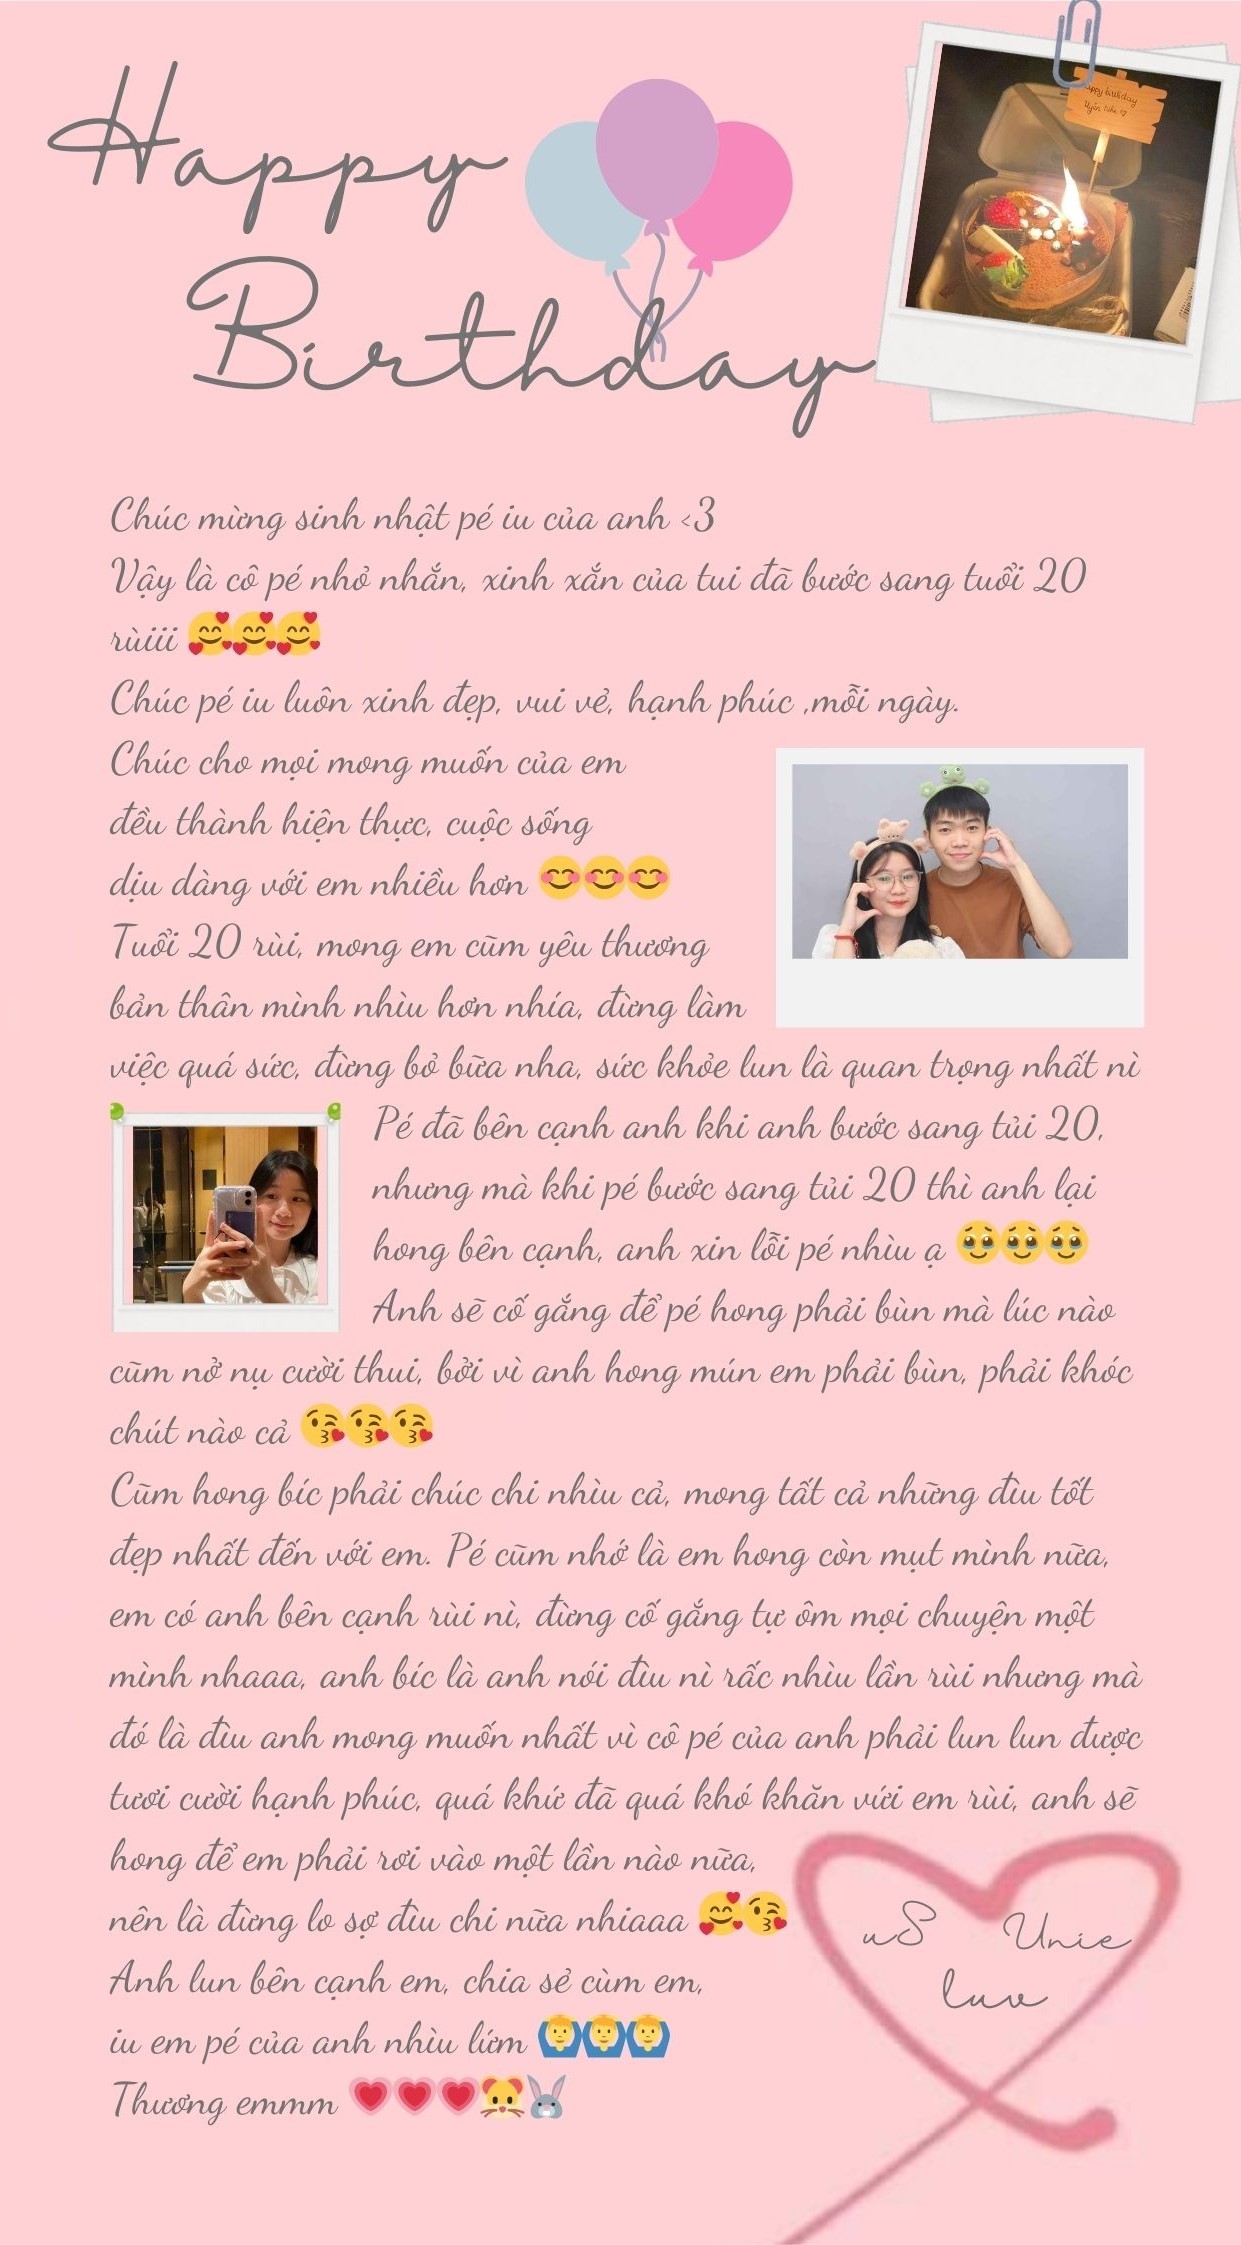 Happy
Birthday
Happy birthday
Uyên Nhi ♡
Chúc mừng sinh nhật pé iu của anh <3
Vậy là cô pé nhỏ nhắn, xinh xắn của tui đã bước sang tuổi 20
rùiii 🥰🥰🥰
Chúc pé iu luôn xinh đẹp, vui vẻ, hạnh phúc ,mỗi ngày.
Chúc cho mọi mong muốn của em
đều thành hiện thực, cuộc sống
dịu dàng với em nhiều hơn 😊😊😊
Tuổi 20 rùi, mong em cũm yêu thương
bản thân mình nhìu hơn nhía, đừng làm
việc quá sức, đừng bỏ bữa nha, sức khỏe lun là quan trọng nhất nì
Pé đã bên cạnh anh khi anh bước sang tủi 20,
nhưng mà khi pé bước sang tủi 20 thì anh lại
hong bên cạnh, anh xin lỗi pé nhìu ạ 🥹🥹🥹
Anh sẽ cố gắng để pé hong phải bùn mà lúc nào
cũm nở nụ cười thui, bởi vì anh hong mún em phải bùn, phải khóc
chút nào cả 😘😘😘
Cũm hong bíc phải chúc chi nhìu cả, mong tất cả những đìu tốt
đẹp nhất đến với em. Pé cũm nhớ là em hong còn mụt mình nữa,
em có anh bên cạnh rùi nì, đừng cố gắng tự ôm mọi chuyện một
mình nhaaa, anh bíc là anh nói đìu nì rấc nhìu lần rùi nhưng mà
đó là đìu anh mong muốn nhất vì cô pé của anh phải lun lun được
tươi cười hạnh phúc, quá khứ đã quá khó khăn vứi em rùi, anh sẽ
hong để em phải rơi vào một lần nào nữa,
nên là đừng lo sợ đìu chi nữa nhiaaa 🥰😘
Anh lun bên cạnh em, chia sẻ cùm em,
iu em pé của anh nhìu lứm 🙆‍♂️🙆‍♂️🙆‍♂️
Thương emmm 💗💗💗🐹🐰
uS Unie
luv